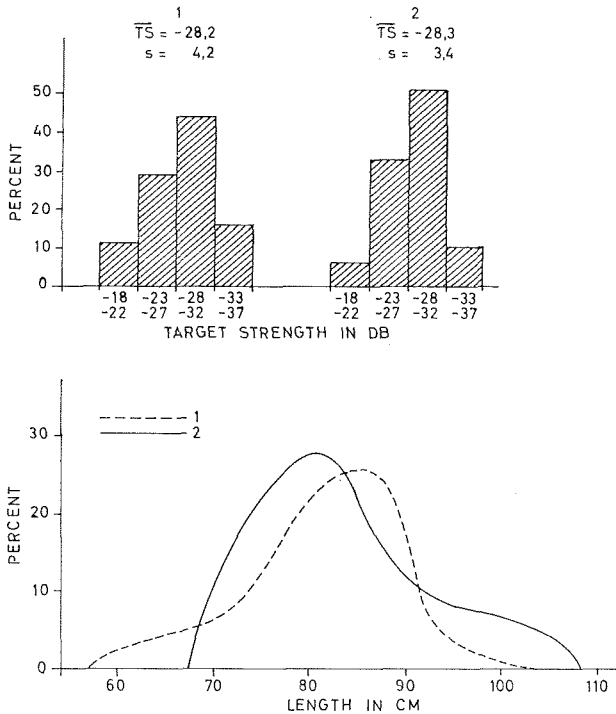 1 2
TS = -28,2 TS = -28,3
s = 4,2 s = 3,4
50
40
30
20
10
0
PERCENT
-18 -23 -28 -33 -18 -23 -28 -33
-22 -27 -32 -37 -22 -27 -32 -37
TARGET STRENGTH IN DB
1
2
30
20
10
0
PERCENT
60 70 80 90 100 110
LENGTH IN CM